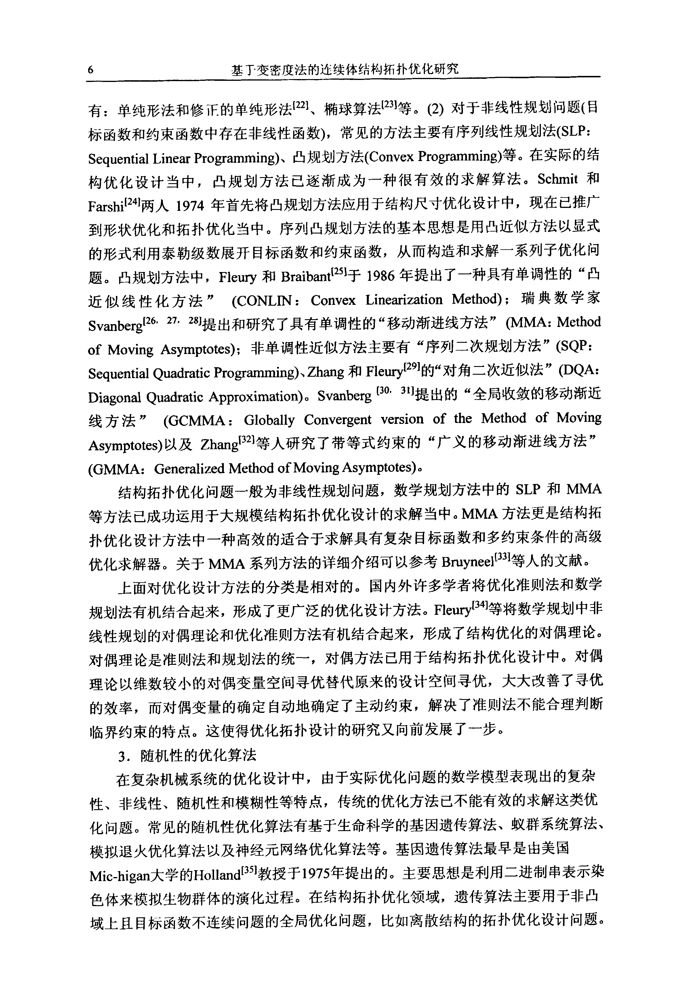 6 基于变密度法的连续体结构拓扑优化研究
有：单纯形法和修正的单纯形法[22]、椭球算法[23]等。(2) 对于非线性规划问题(目
标函数和约束函数中存在非线性函数)，常见的方法主要有序列线性规划法(SLP：
Sequential Linear Programming)、凸规划方法(Convex Programming)等。在实际的结
构优化设计当中，凸规划方法已逐渐成为一种很有效的求解算法。Schmit 和
Farshi[24]两人 1974 年首先将凸规划方法应用于结构尺寸优化设计中，现在已推广
到形状优化和拓扑优化当中。序列凸规划方法的基本思想是用凸近似方法以显式
的形式利用泰勒级数展开目标函数和约束函数，从而构造和求解一系列子优化问
题。凸规划方法中，Fleury 和 Braibant[25]于 1986 年提出了一种具有单调性的“凸
近似线性化方法” (CONLIN： Convex Linearization Method)；瑞典数学家
Svanberg[26，27，28]提出和研究了具有单调性的“移动渐进线方法” (MMA：Method
of Moving Asymptotes)；非单调性近似方法主要有“序列二次规划方法”(SQP：
Sequential Quadratic Programming)、Zhang 和 Fleury[29]的“对角二次近似法” (DQA：
Diagonal Quadratic Approximation)。Svanberg [30，31]提出的“全局收敛的移动渐近
线方法” (GCMMA： Globally Convergent version of the Method of Moving
Asymptotes)以及 Zhang[32]等人研究了带等式约束的“广义的移动渐进线方法”
(GMMA： Generalized Method of Moving Asymptotes)。
结构拓扑优化问题一般为非线性规划问题，数学规划方法中的 SLP 和 MMA
等方法已成功运用于大规模结构拓扑优化设计的求解当中。MMA 方法更是结构拓
扑优化设计方法中一种高效的适合于求解具有复杂目标函数和多约束条件的高级
优化求解器。关于 MMA 系列方法的详细介绍可以参考 Bruyneel[33]等人的文献。
上面对优化设计方法的分类是相对的。国内外许多学者将优化准则法和数学
规划法有机结合起来，形成了更广泛的优化设计方法。Fleury[34]等将数学规划中非
线性规划的对偶理论和优化准则方法有机结合起来，形成了结构优化的对偶理论。
对偶理论是准则法和规划法的统一，对偶方法已用于结构拓扑优化设计中。对偶
理论以维数较小的对偶变量空间寻优替代原来的设计空间寻优，大大改善了寻优
的效率，而对偶变量的确定自动地确定了主动约束，解决了准则法不能合理判断
临界约束的特点。这使得优化拓扑设计的研究又向前发展了一步。
3．随机性的优化算法
在复杂机械系统的优化设计中，由于实际优化问题的数学模型表现出的复杂
性、非线性、随机性和模糊性等特点，传统的优化方法已不能有效的求解这类优
化问题。常见的随机性优化算法有基于生命科学的基因遗传算法、蚁群系统算法、
模拟退火优化算法以及神经元网络优化算法等。基因遗传算法最早是由美国
Mic-higan大学的Holland[35]教授于1975年提出的。主要思想是利用二进制串表示染
色体来模拟生物群体的演化过程。在结构拓扑优化领域，遗传算法主要用于非凸
域上且目标函数不连续问题的全局优化问题，比如离散结构的拓扑优化设计问题。